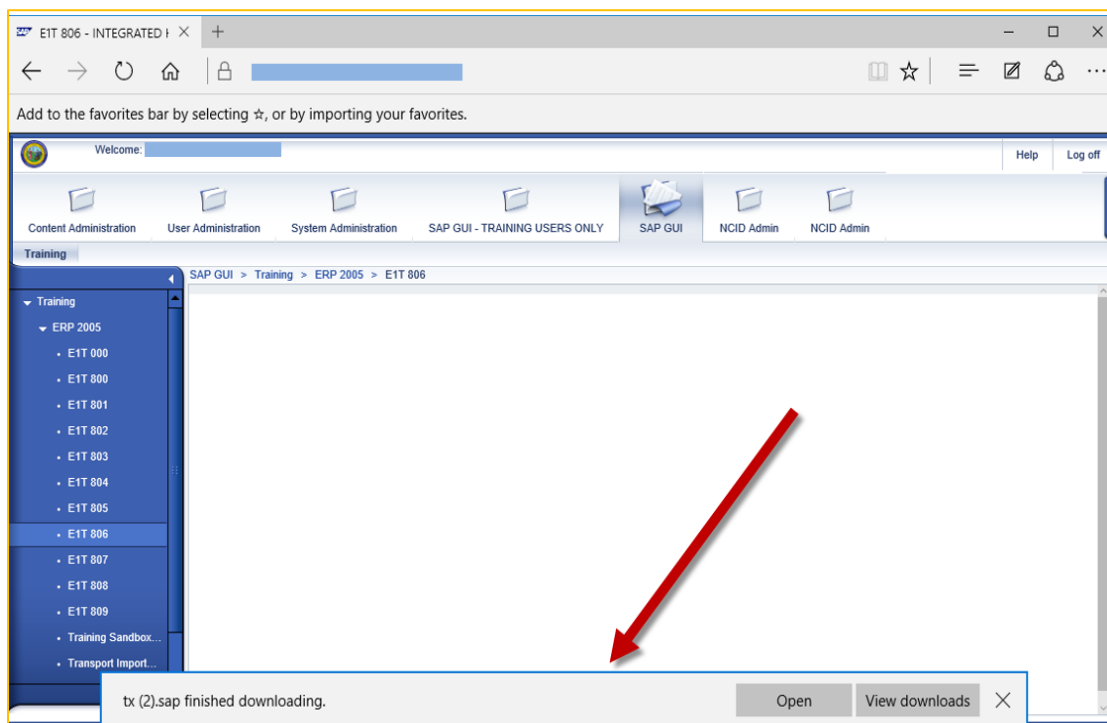 E1T 806 - INTEGRATED H
Add to the favorites bar by selecting ☆, or by importing your favorites.
Welcome:
Help Log off
Content Administration User Administration System Administration SAP GUI - TRAINING USERS ONLY SAP GUI NCID Admin NCID Admin
Training
SAP GUI > Training > ERP 2005 > E1T 806
Training
ERP 2005
E1T 000
E1T 800
E1T 801
E1T 802
E1T 803
E1T 804
E1T 805
E1T 806
E1T 807
E1T 808
E1T 809
Training Sandbox...
Transport Import...
tx (2).sap finished downloading. Open View downloads